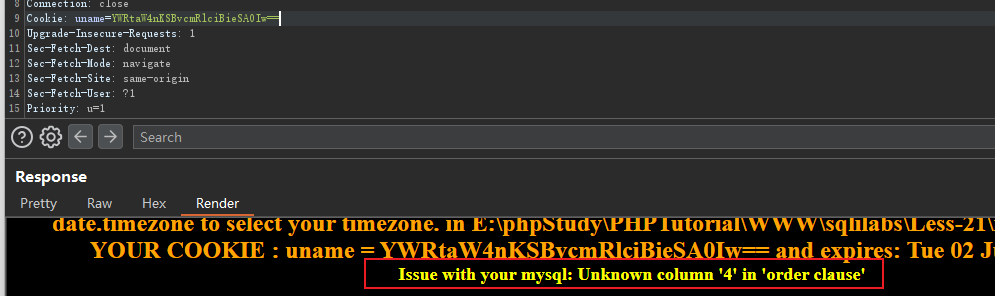 8 Connection: close
9 Cookie: uname=YWRtaW4nKSBvcmRlciBieSA0Iw==
10 Upgrade-Insecure-Requests: 1
11 Sec-Fetch-Dest: document
12 Sec-Fetch-Mode: navigate
13 Sec-Fetch-Site: same-origin
14 Sec-Fetch-User: ?1
15 Priority: u=1
Search
Response
Pretty Raw Hex Render
date.timezone to select your timezone. in E:\phpStudy\PHPTutorial\WWW\sqlilabs\Less-21\
YOUR COOKIE : uname = YWRtaW4nKSBvcmRlciBieSA0Iw== and expires: Tue 02 Ju
Issue with your mysql: Unknown column '4' in 'order clause'